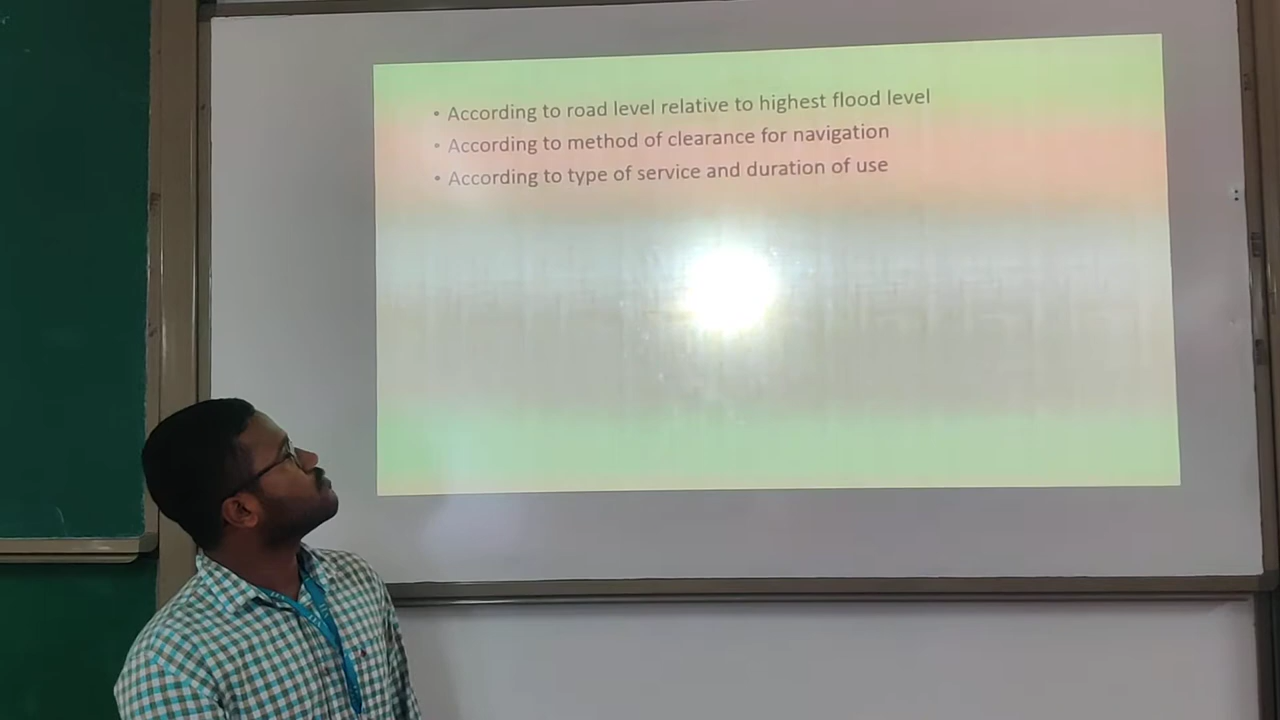 • According to road level relative to highest flood level
• According to method of clearance for navigation
• According to type of service and duration of use